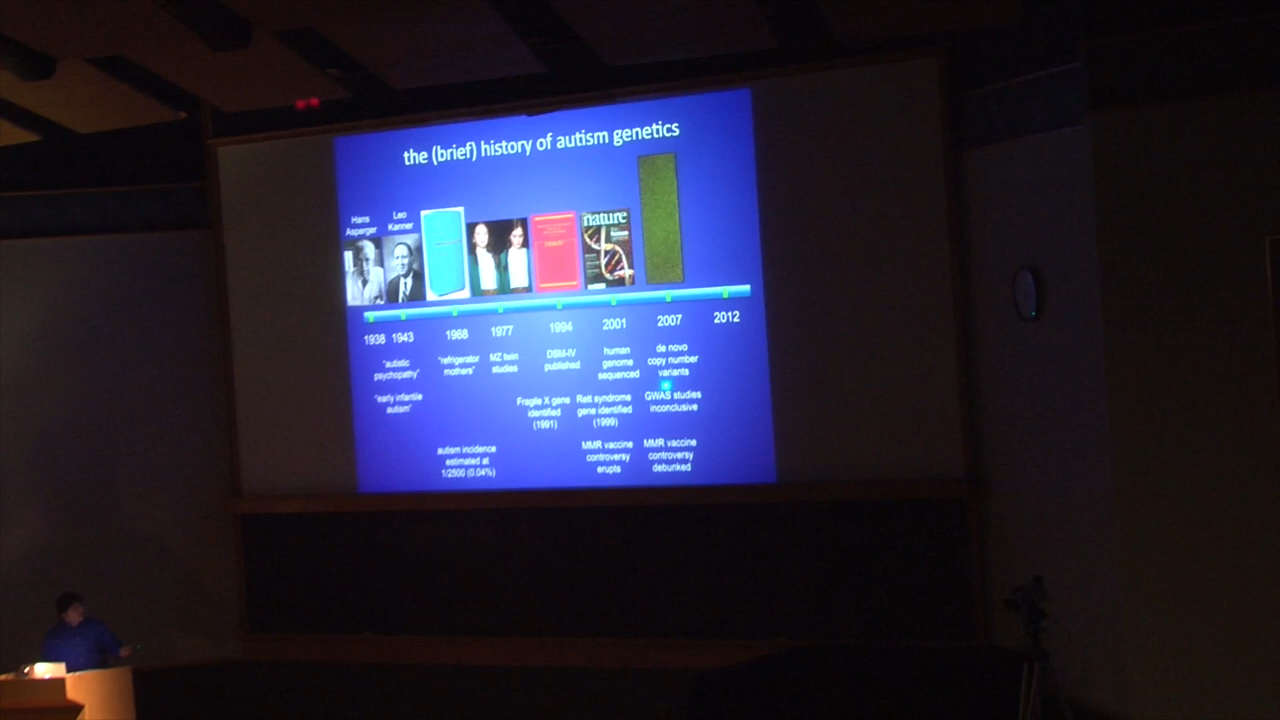 the (brief) history of autism genetics
Hans
Asperger
Leo
Kanner
nature
human
1938 1943 1968 1977 1994 2001 2007 2012
"autistic
psychopathy"
"early infantile
autism"
"refrigerator
mothers"
MZ twin
studies
DSM-IV
published
human
genome
sequenced
de novo
copy number
variants
Fragile X gene
identified
(1991)
Rett syndrome
gene identified
(1999)
GWAS studies
inconclusive
autism incidence
estimated at
1/2500 (0.04%)
MMR vaccine
controversy
erupts
MMR vaccine
controversy
debunked